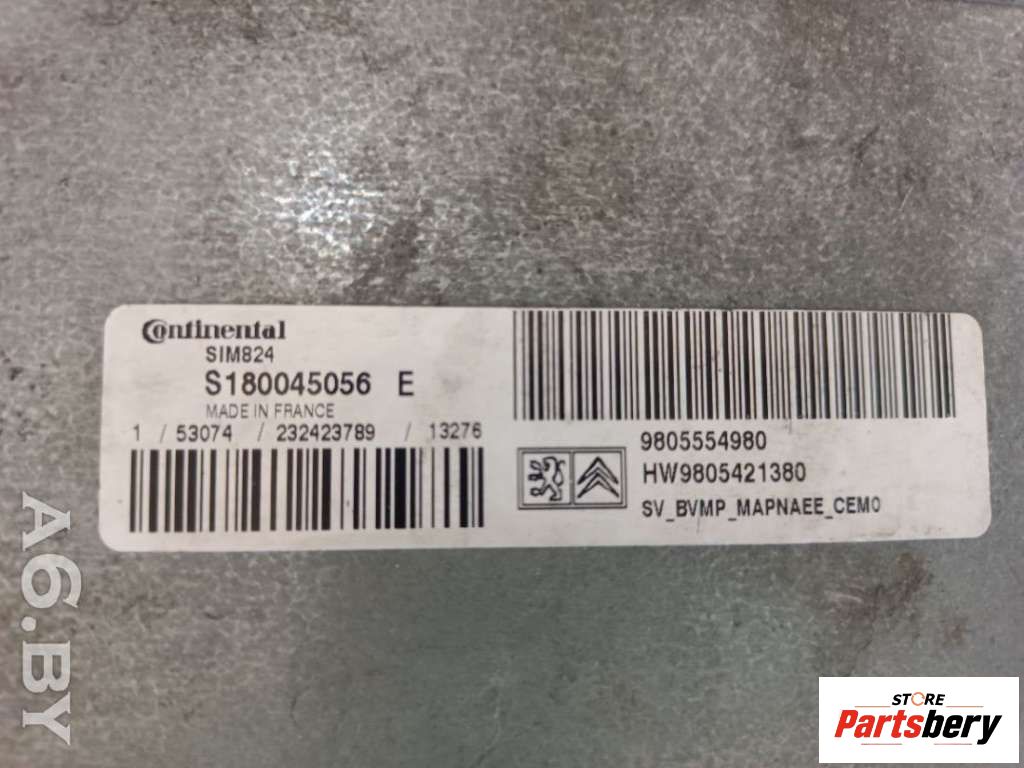 Continental
SIM824
S180045056 E
MADE IN FRANCE
1 / 53074 / 232423789 / 13276
9805554980
HW9805421380
SV_BVMP_MAPNAEE_CEM0
A6.BY
STORE
Partsbery